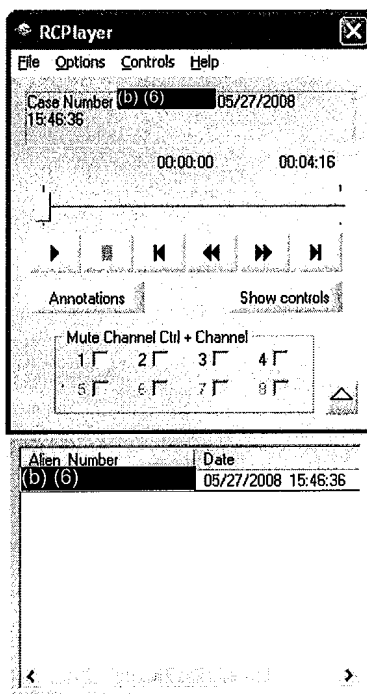 RCPlayer
File Options Controls Help
Case Number (b) (6) 05/27/2008
15:46:36
00:00:00 00:04:16
Annotations Show controls
Mute Channel Ctrl + Channel
1 2 3 4
5 6 7 8
Alien Number Date
(b) (6) 05/27/2008 15:46:36